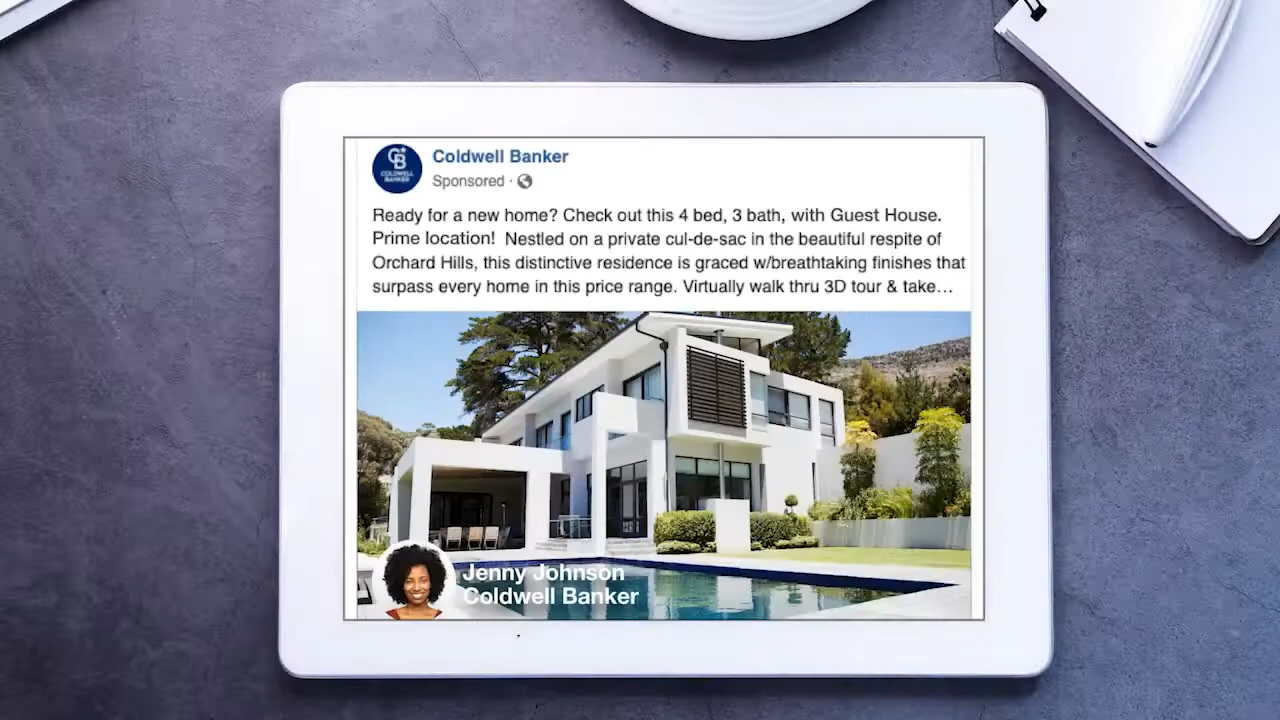 CB
COLDWELL
BANKER
Coldwell Banker
Sponsored ·
Ready for a new home? Check out this 4 bed, 3 bath, with Guest House.
Prime location!  Nestled on a private cul-de-sac in the beautiful respite of
Orchard Hills, this distinctive residence is graced w/breathtaking finishes that
surpass every home in this price range. Virtually walk thru 3D tour & take...
Jenny Johnson
Coldwell Banker